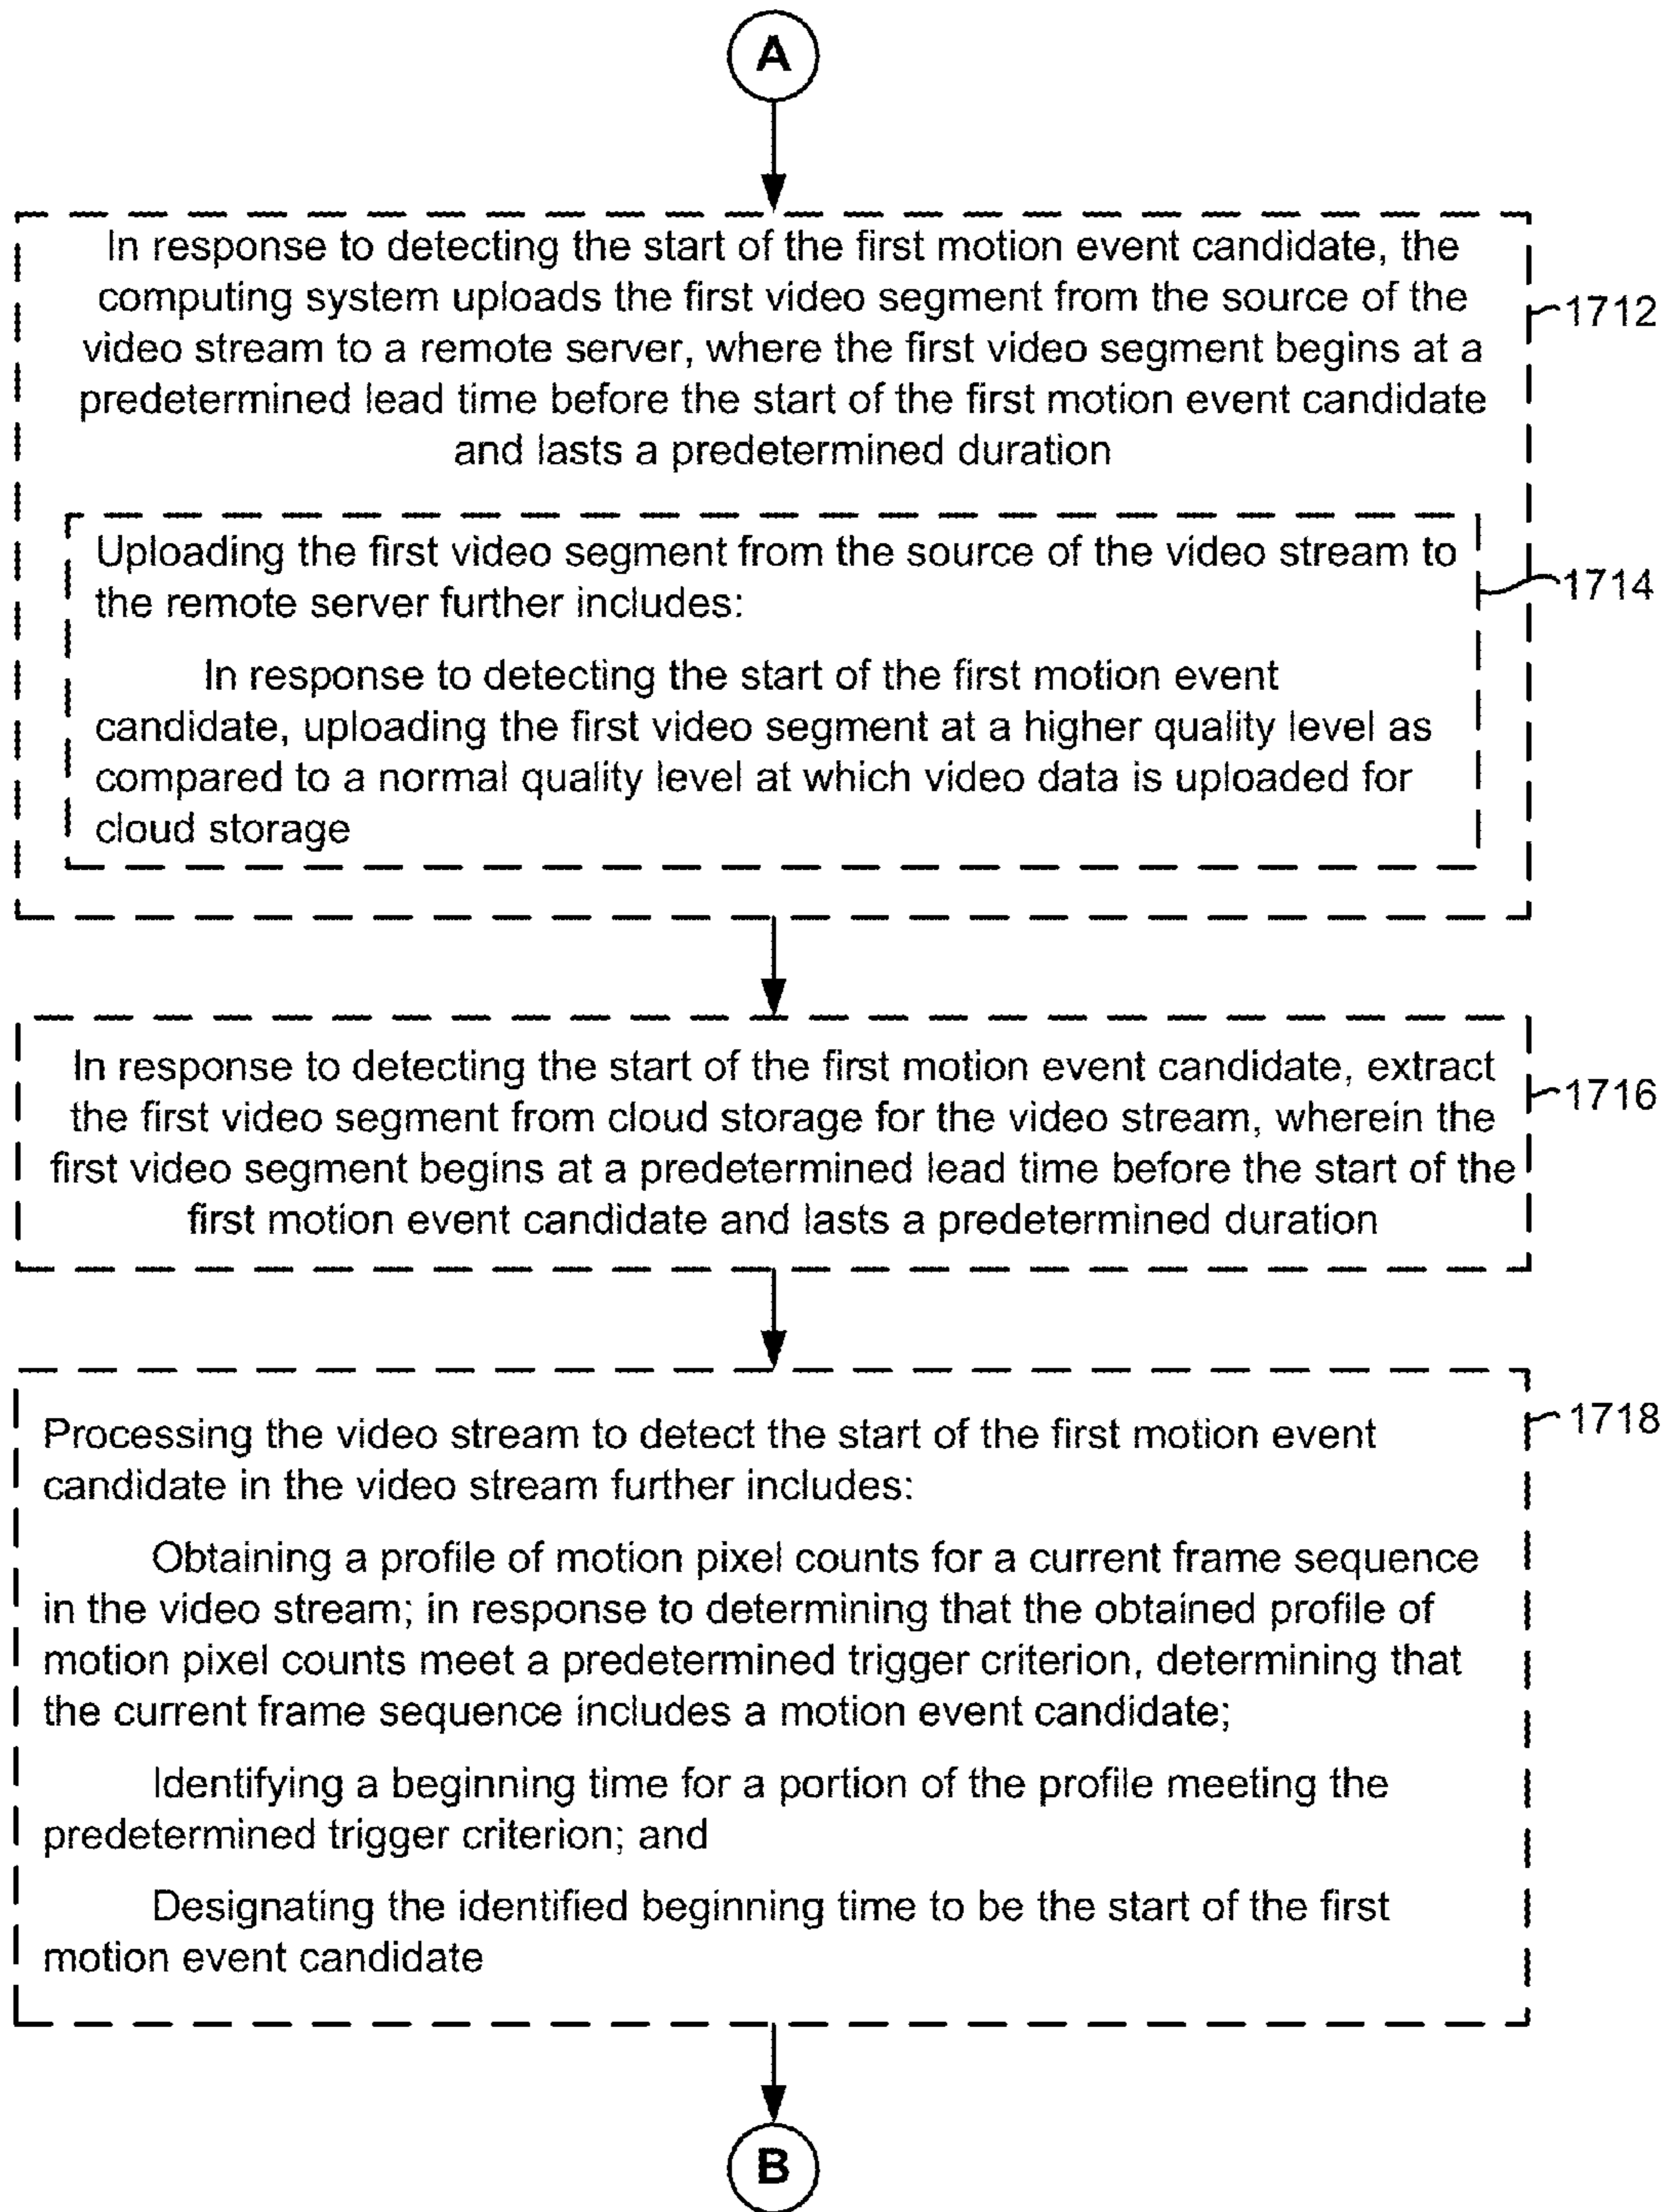 A
In response to detecting the start of the first motion event candidate, the
computing system uploads the first video segment from the source of the
video stream to a remote server, where the first video segment begins at a
predetermined lead time before the start of the first motion event candidate
and lasts a predetermined duration
1712
Uploading the first video segment from the source of the video stream to
the remote server further includes:
1714
In response to detecting the start of the first motion event
candidate, uploading the first video segment at a higher quality level as
compared to a normal quality level at which video data is uploaded for
cloud storage
In response to detecting the start of the first motion event candidate, extract
the first video segment from cloud storage for the video stream, wherein the
first video segment begins at a predetermined lead time before the start of the
first motion event candidate and lasts a predetermined duration
1716
Processing the video stream to detect the start of the first motion event
candidate in the video stream further includes:
1718
Obtaining a profile of motion pixel counts for a current frame sequence
in the video stream; in response to determining that the obtained profile of
motion pixel counts meet a predetermined trigger criterion, determining that
the current frame sequence includes a motion event candidate;
Identifying a beginning time for a portion of the profile meeting the
predetermined trigger criterion; and
Designating the identified beginning time to be the start of the first
motion event candidate
B